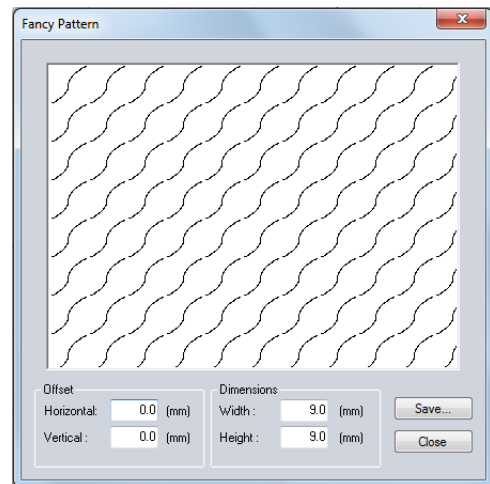 Fancy Pattern
Offset
Horizontal: 0.0 (mm)
Vertical : 0.0 (mm)
Dimensions
Width : 9.0 (mm)
Height : 9.0 (mm)
Save...
Close